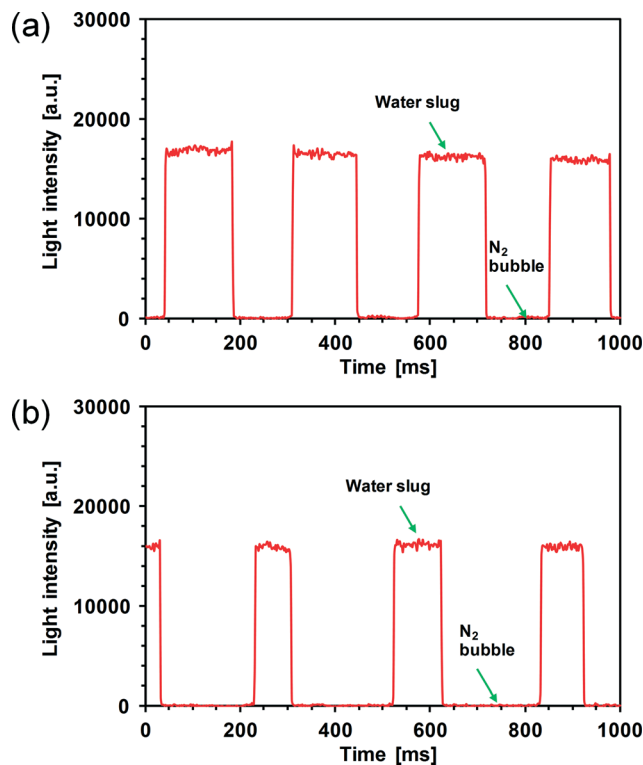 (a)
30000
20000
10000
0
Light intensity [a.u.]
Water slug
N2
bubble
0 200 400 600 800 1000
Time [ms]
(b)
30000
20000
10000
0
Light intensity [a.u.]
Water slug
N2
bubble
0 200 400 600 800 1000
Time [ms]